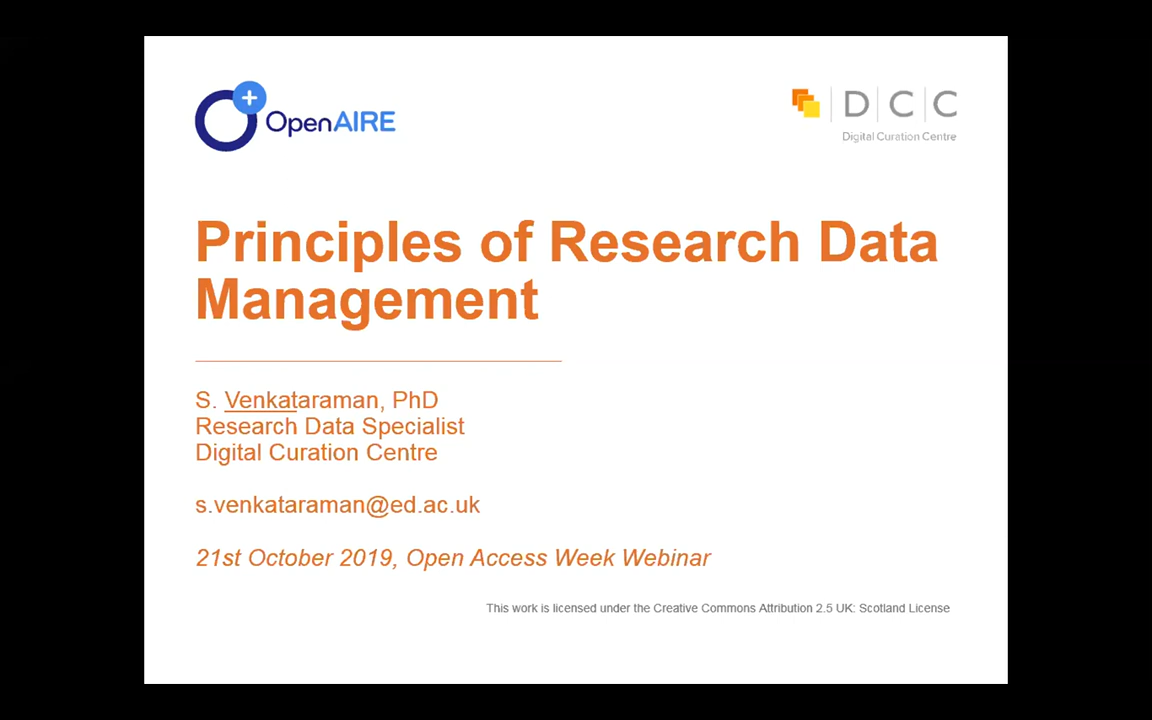 OpenAIRE
D C C
Digital Curation Centre
Principles of Research Data
Management
S. Venkataraman, PhD
Research Data Specialist
Digital Curation Centre
s.venkataraman@ed.ac.uk
21st October 2019, Open Access Week Webinar
This work is licensed under the Creative Commons Attribution 2.5 UK: Scotland License